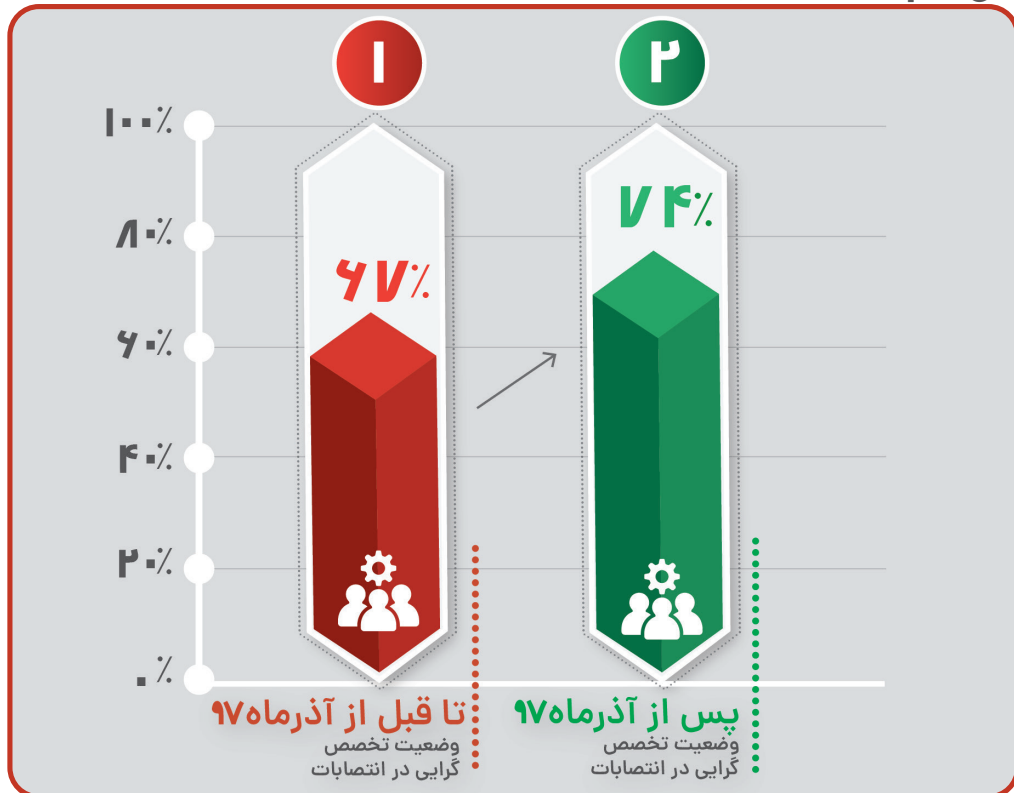 ۱
۲
۱۰۰٪
۸۰٪
۶۰٪
۴۰٪
۲۰٪
۰٪
۶۷٪
۷۴٪
تا قبل از آذرماه۹۷
وضعیت تخصص
گرایی در انتصابات
پس از آذرماه۹۷
وضعیت تخصص
گرایی در انتصابات